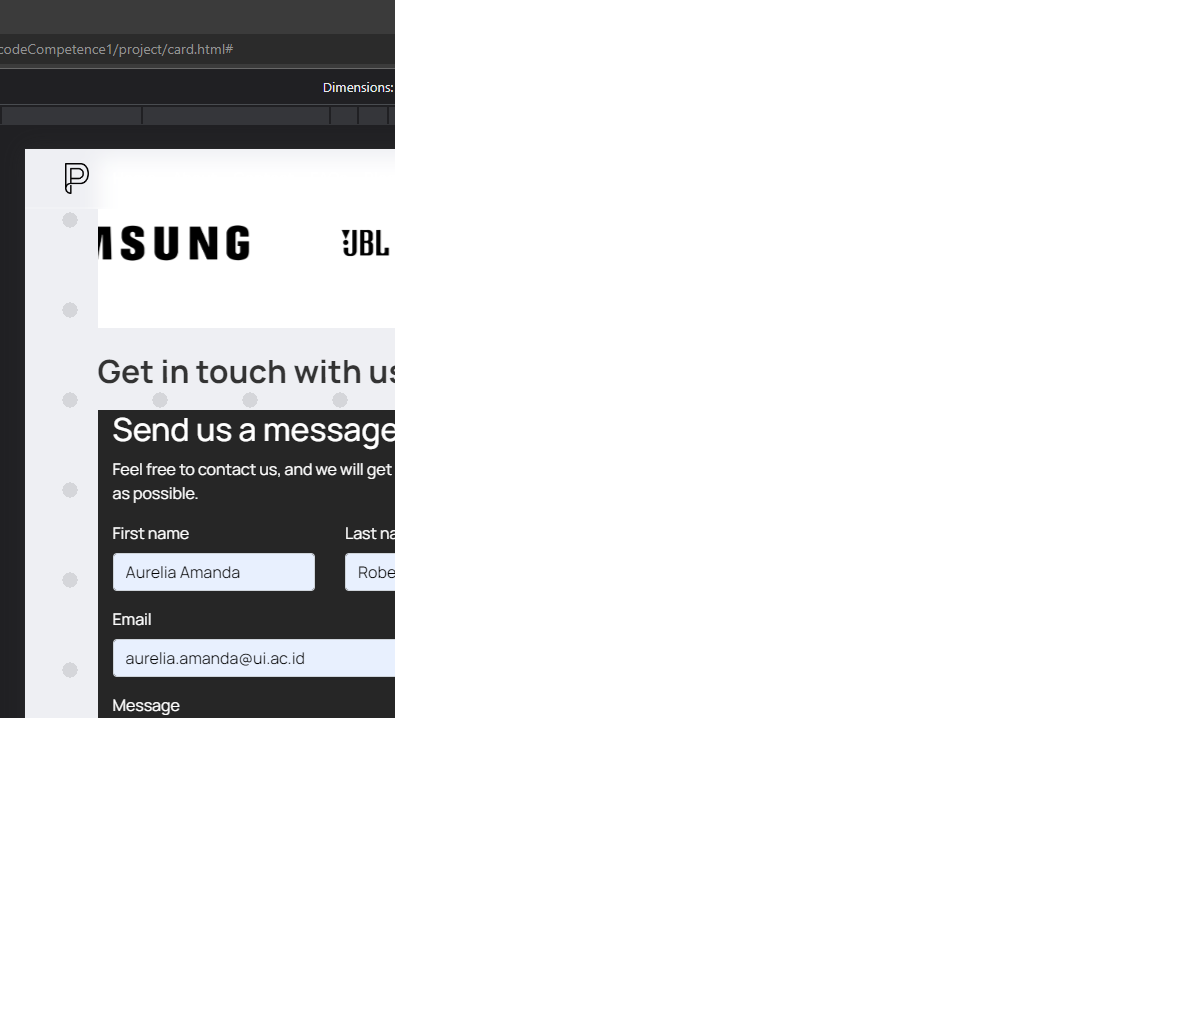 codeCompetence1/project/card.html#
Dimensions:
P
MSUNG JBL
Get in touch with us
Send us a message
Feel free to contact us, and we will get
as possible.
First name Last na
Aurelia Amanda Robe
Email
aurelia.amanda@ui.ac.id
Message